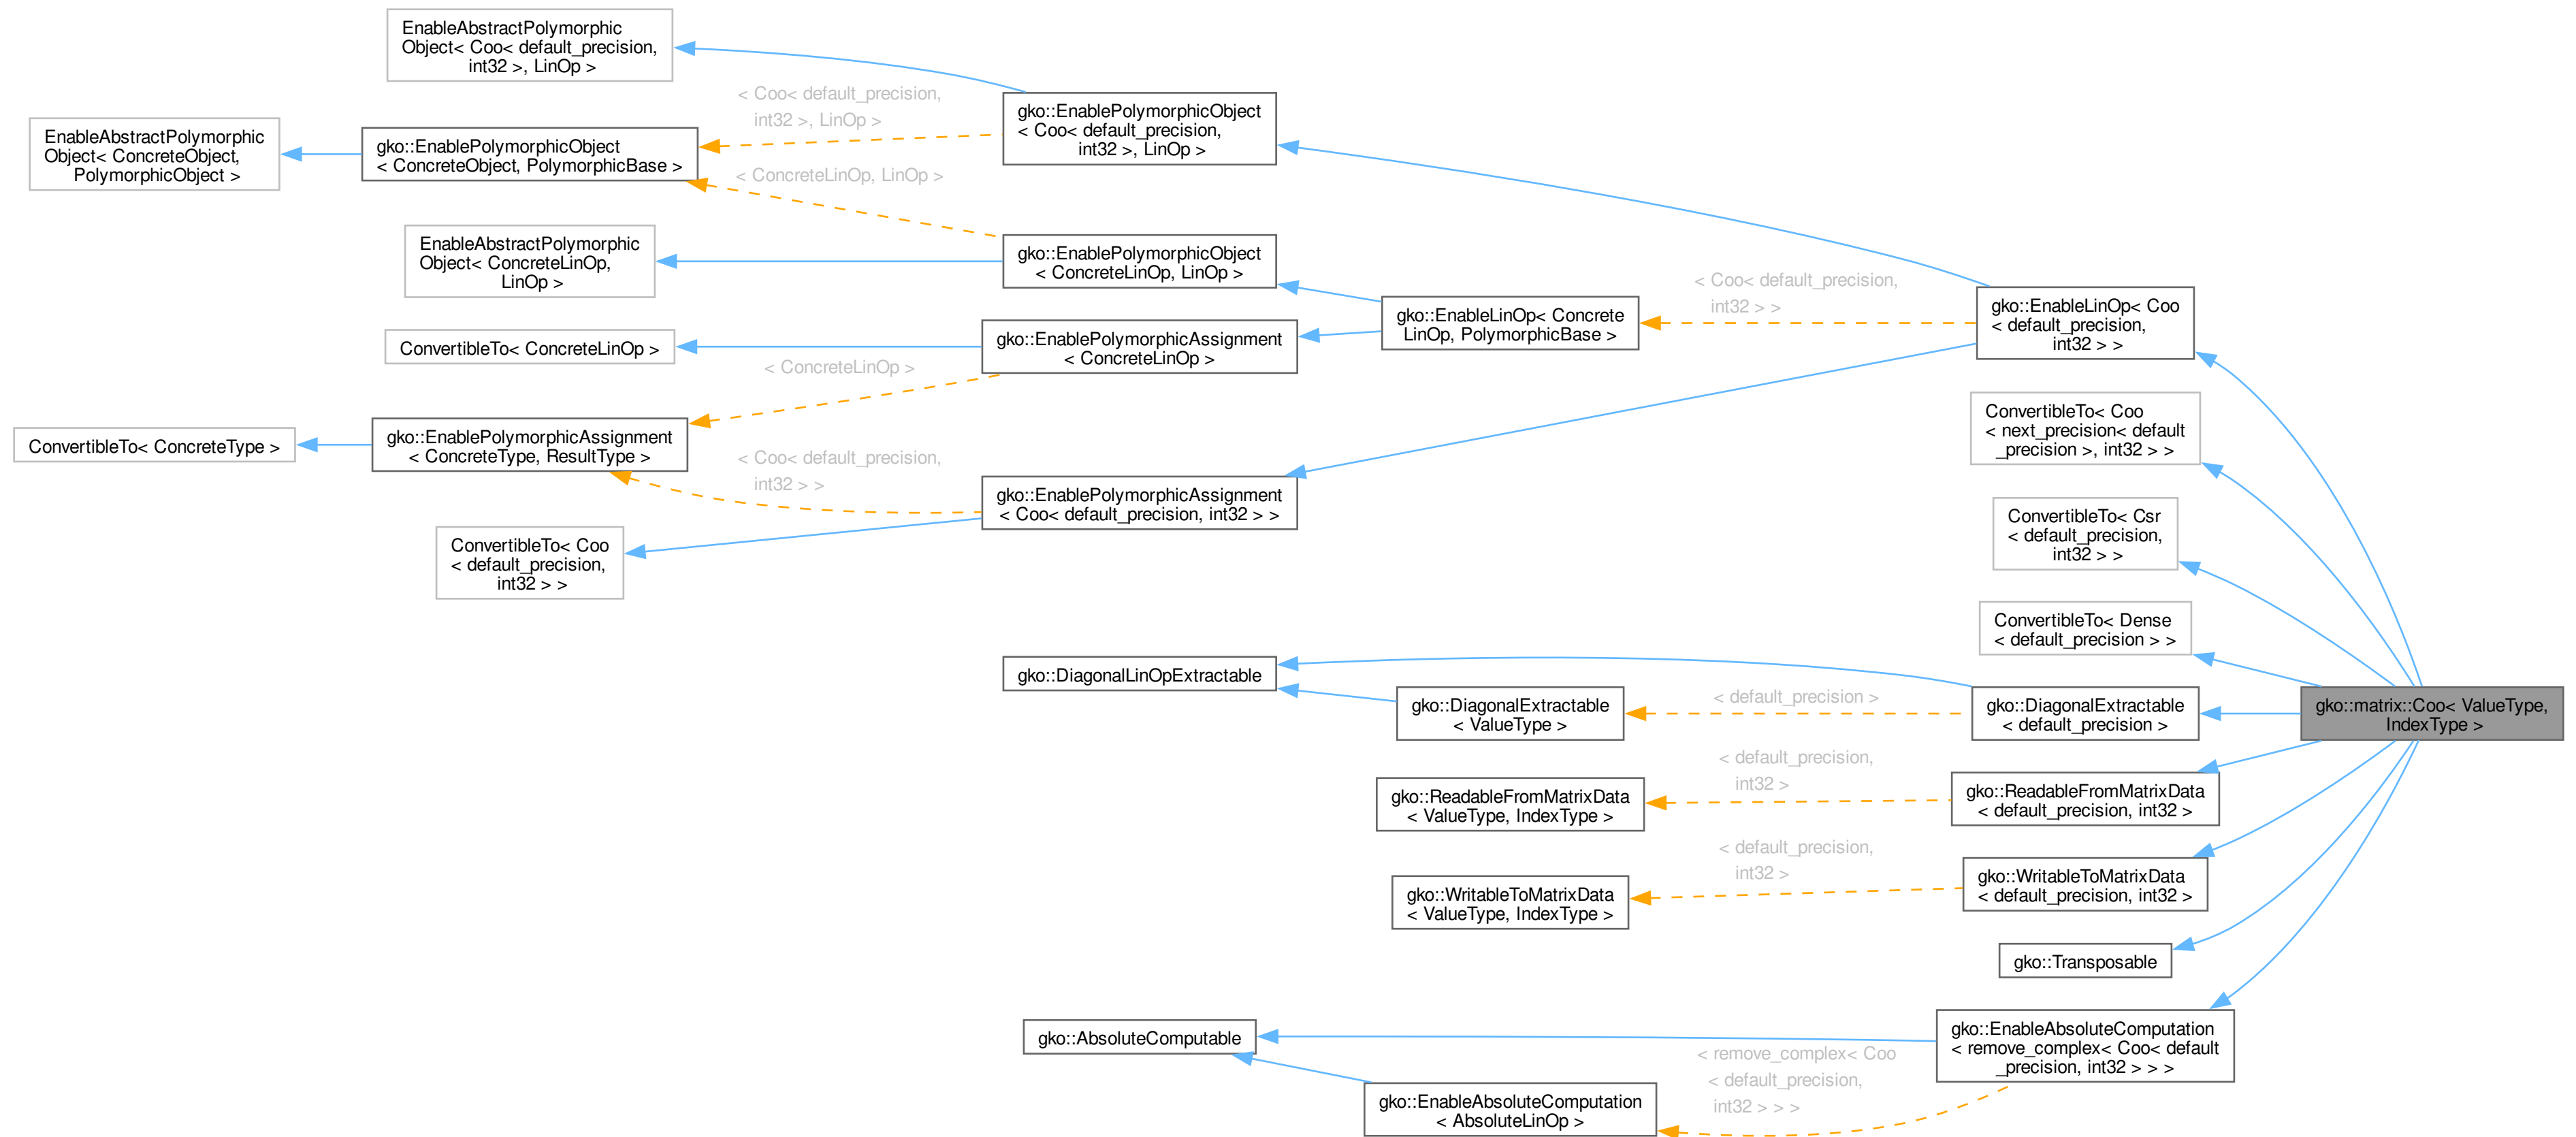 EnableAbstractPolymorphic
Object< Coo< default_precision,
int32 >, LinOp >
< Coo< default_precision,
int32 >, LinOp >
gko::EnablePolymorphicObject
< Coo< default_precision,
int32 >, LinOp >
EnableAbstractPolymorphic
Object< ConcreteObject,
PolymorphicObject >
gko::EnablePolymorphicObject
< ConcreteObject, PolymorphicBase >
< ConcreteLinOp, LinOp >
EnableAbstractPolymorphic
Object< ConcreteLinOp,
LinOp >
gko::EnablePolymorphicObject
< ConcreteLinOp, LinOp >
< Coo< default_precision,
int32 > >
gko::EnableLinOp< Concrete
LinOp, PolymorphicBase >
gko::EnableLinOp< Coo
< default_precision,
int32 > >
ConvertibleTo< ConcreteLinOp >
gko::EnablePolymorphicAssignment
< ConcreteLinOp >
< ConcreteLinOp >
ConvertibleTo< Coo
< next_precision< default
_precision >, int32 > >
ConvertibleTo< ConcreteType >
gko::EnablePolymorphicAssignment
< ConcreteType, ResultType >
< Coo< default_precision,
int32 > >
gko::EnablePolymorphicAssignment
< Coo< default_precision, int32 > >
ConvertibleTo< Csr
< default_precision,
int32 > >
ConvertibleTo< Coo
< default_precision,
int32 > >
ConvertibleTo< Dense
< default_precision > >
gko::DiagonalLinOpExtractable
gko::DiagonalExtractable
< ValueType >
< default_precision >
gko::DiagonalExtractable
< default_precision >
gko::matrix::Coo< ValueType,
IndexType >
< default_precision,
int32 >
gko::ReadableFromMatrixData
< ValueType, IndexType >
gko::ReadableFromMatrixData
< default_precision, int32 >
< default_precision,
int32 >
gko::WritableToMatrixData
< ValueType, IndexType >
gko::WritableToMatrixData
< default_precision, int32 >
gko::Transposable
gko::AbsoluteComputable
gko::EnableAbsoluteComputation
< remove_complex< Coo< default
_precision, int32 > > >
< remove_complex< Coo
< default_precision,
int32 > > >
gko::EnableAbsoluteComputation
< AbsoluteLinOp >